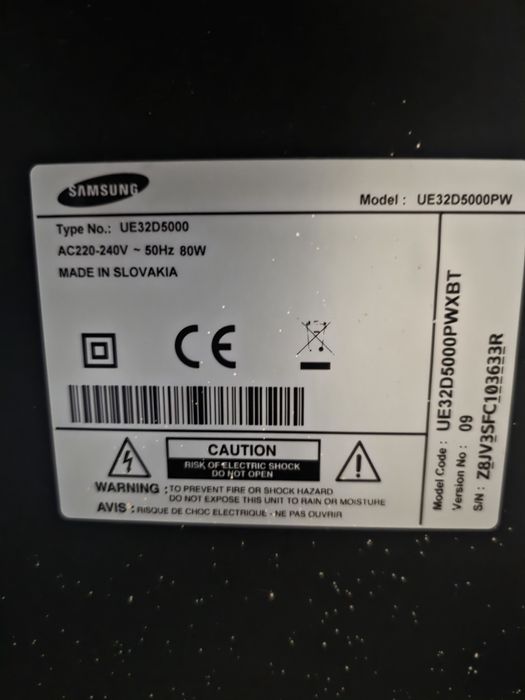 SAMSUNG
Model : UE32D5000PW
Type No.: UE32D5000
AC220-240V ~ 50Hz 80W
MADE IN SLOVAKIA
CE
CAUTION
RISK OF ELECTRIC SHOCK
DO NOT OPEN
WARNING : TO PREVENT FIRE OR SHOCK HAZARD
DO NOT EXPOSE THIS UNIT TO RAIN OR MOISTURE
AVIS : RISQUE DE CHOC ELECTRIQUE - NE PAS OUVRIR
Model Code : UE32D5000PWXBT
Version No : 09
S/N : Z8JV3SFC103633R